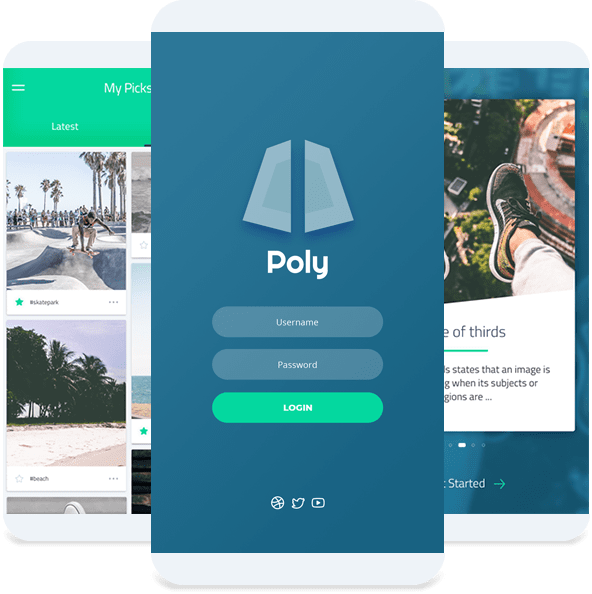 My Picks
Latest
#skatepark
#beach
Poly
Username
Password
LOGIN
e of thirds
ds states that an image is
g when its subjects or
gions are ...
Started